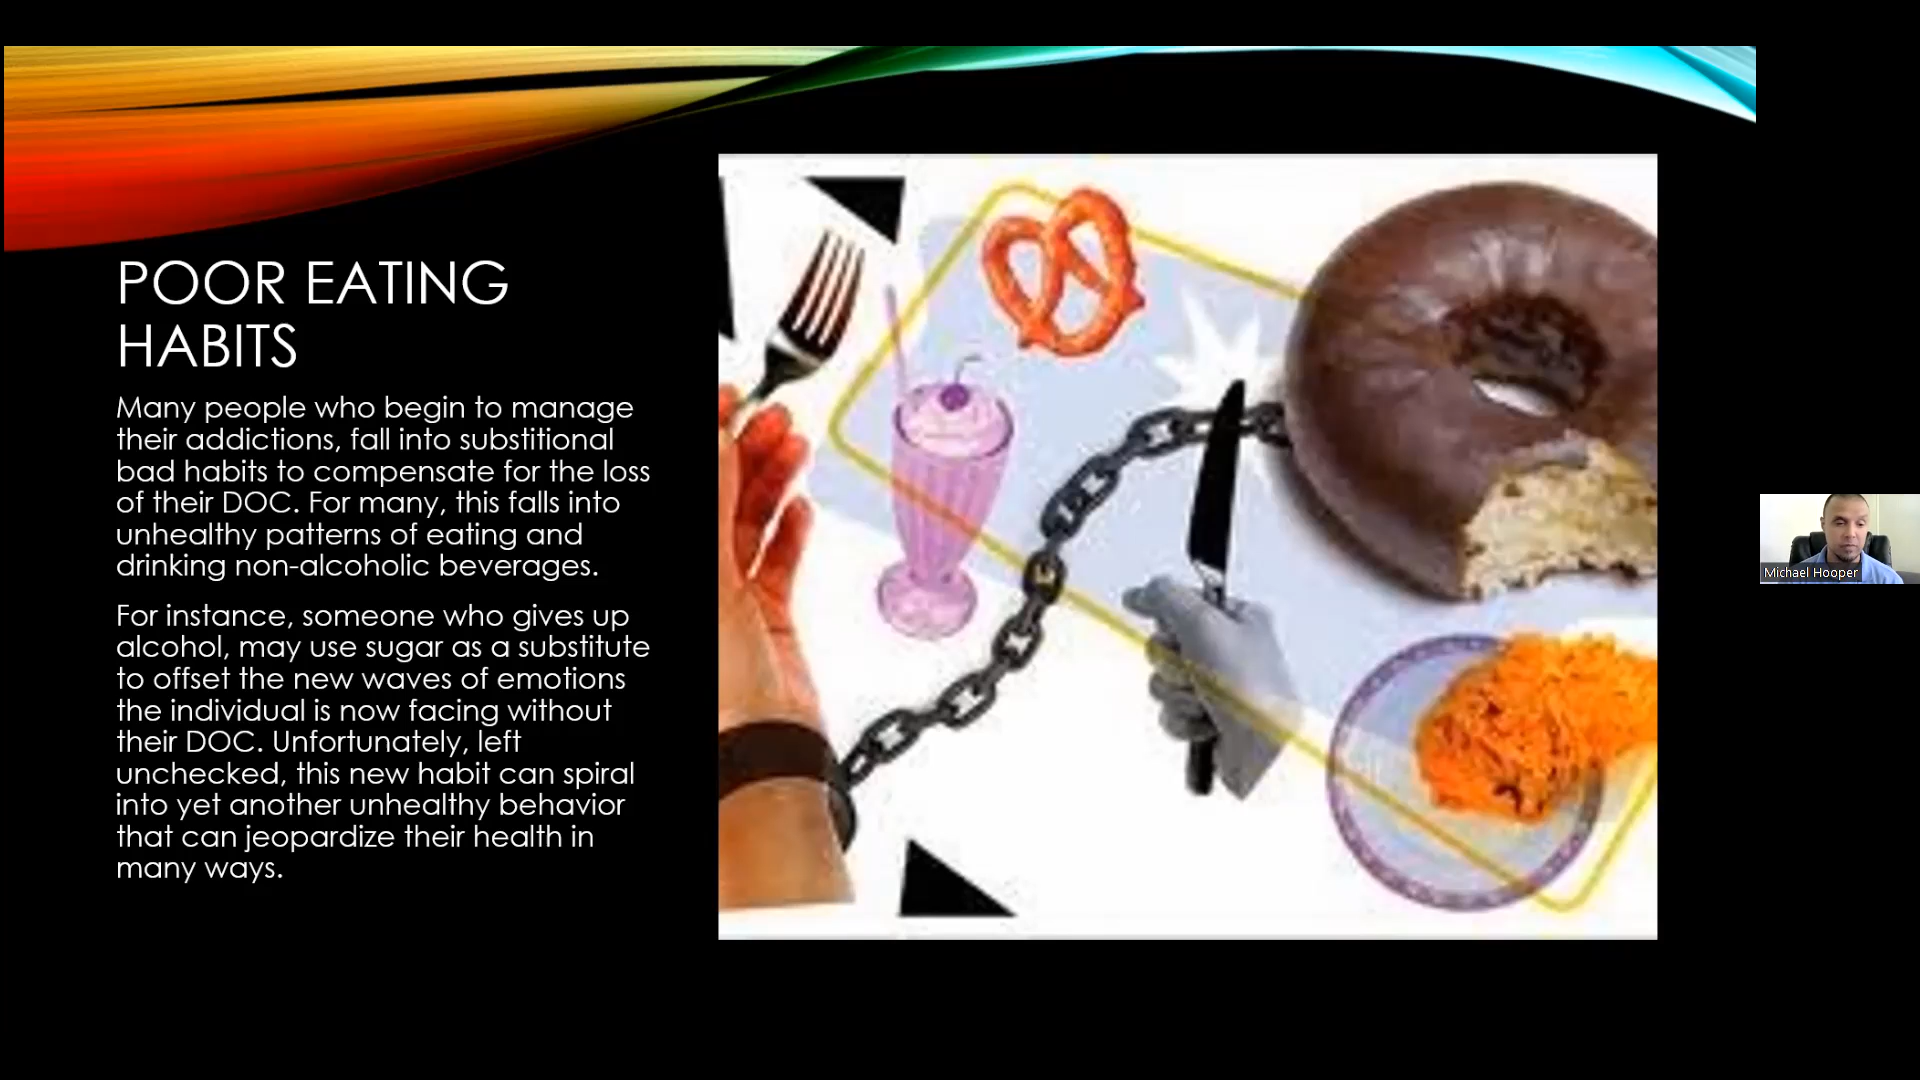 POOR EATING
HABITS
Many people who begin to manage
their addictions, fall into substitional
bad habits to compensate for the loss
of their DOC. For many, this falls into
unhealthy patterns of eating and
drinking non-alcoholic beverages.
For instance, someone who gives up
alcohol, may use sugar as a substitute
to offset the new waves of emotions
the individual is now facing without
their DOC. Unfortunately, left
unchecked, this new habit can spiral
into yet another unhealthy behavior
that can jeopardize their health in
many ways.
Michael Hooper